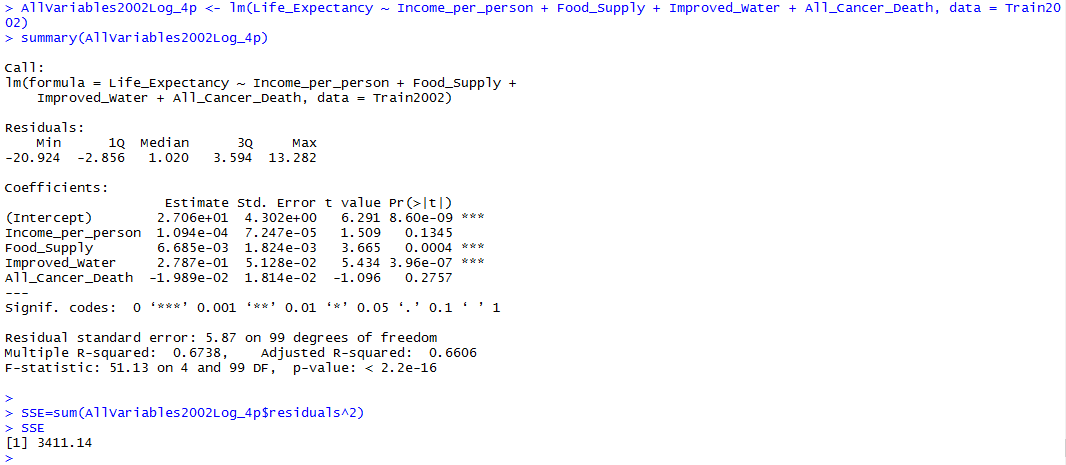 > AllVariables2002Log_4p <- lm(Life_Expectancy ~ Income_per_person + Food_Supply + Improved_Water + All_Cancer_Death, data = Train20
02)
> summary(AllVariables2002Log_4p)

Call:
lm(formula = Life_Expectancy ~ Income_per_person + Food_Supply +
    Improved_Water + All_Cancer_Death, data = Train2002)

Residuals:
    Min      1Q  Median      3Q     Max
-20.924  -2.856   1.020   3.594  13.282

Coefficients:
                    Estimate Std. Error t value Pr(>|t|)
(Intercept)        2.706e+01  4.302e+00   6.291 8.60e-09 ***
Income_per_person  1.094e-04  7.247e-05   1.509   0.1345
Food_Supply        6.685e-03  1.824e-03   3.665   0.0004 ***
Improved_Water     2.787e-01  5.128e-02   5.434 3.96e-07 ***
All_Cancer_Death  -1.989e-02  1.814e-02  -1.096   0.2757
---
Signif. codes:  0 ‘***’ 0.001 ‘**’ 0.01 ‘*’ 0.05 ‘.’ 0.1 ‘ ’ 1

Residual standard error: 5.87 on 99 degrees of freedom
Multiple R-squared:  0.6738,	Adjusted R-squared:  0.6606
F-statistic: 51.13 on 4 and 99 DF,  p-value: < 2.2e-16

>
> SSE=sum(AllVariables2002Log_4p$residuals^2)
> SSE
[1] 3411.14
>